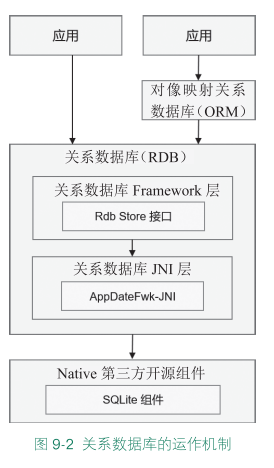 应用
应用
对像映射关系
数据库（ORM）
关系数据库（RDB）
关系数据库 Framework 层
Rdb Store 接口
关系数据库 JNI 层
AppDateFwk-JNI
Native 第三方开源组件
SQLite 组件
图 9-2 关系数据库的运作机制